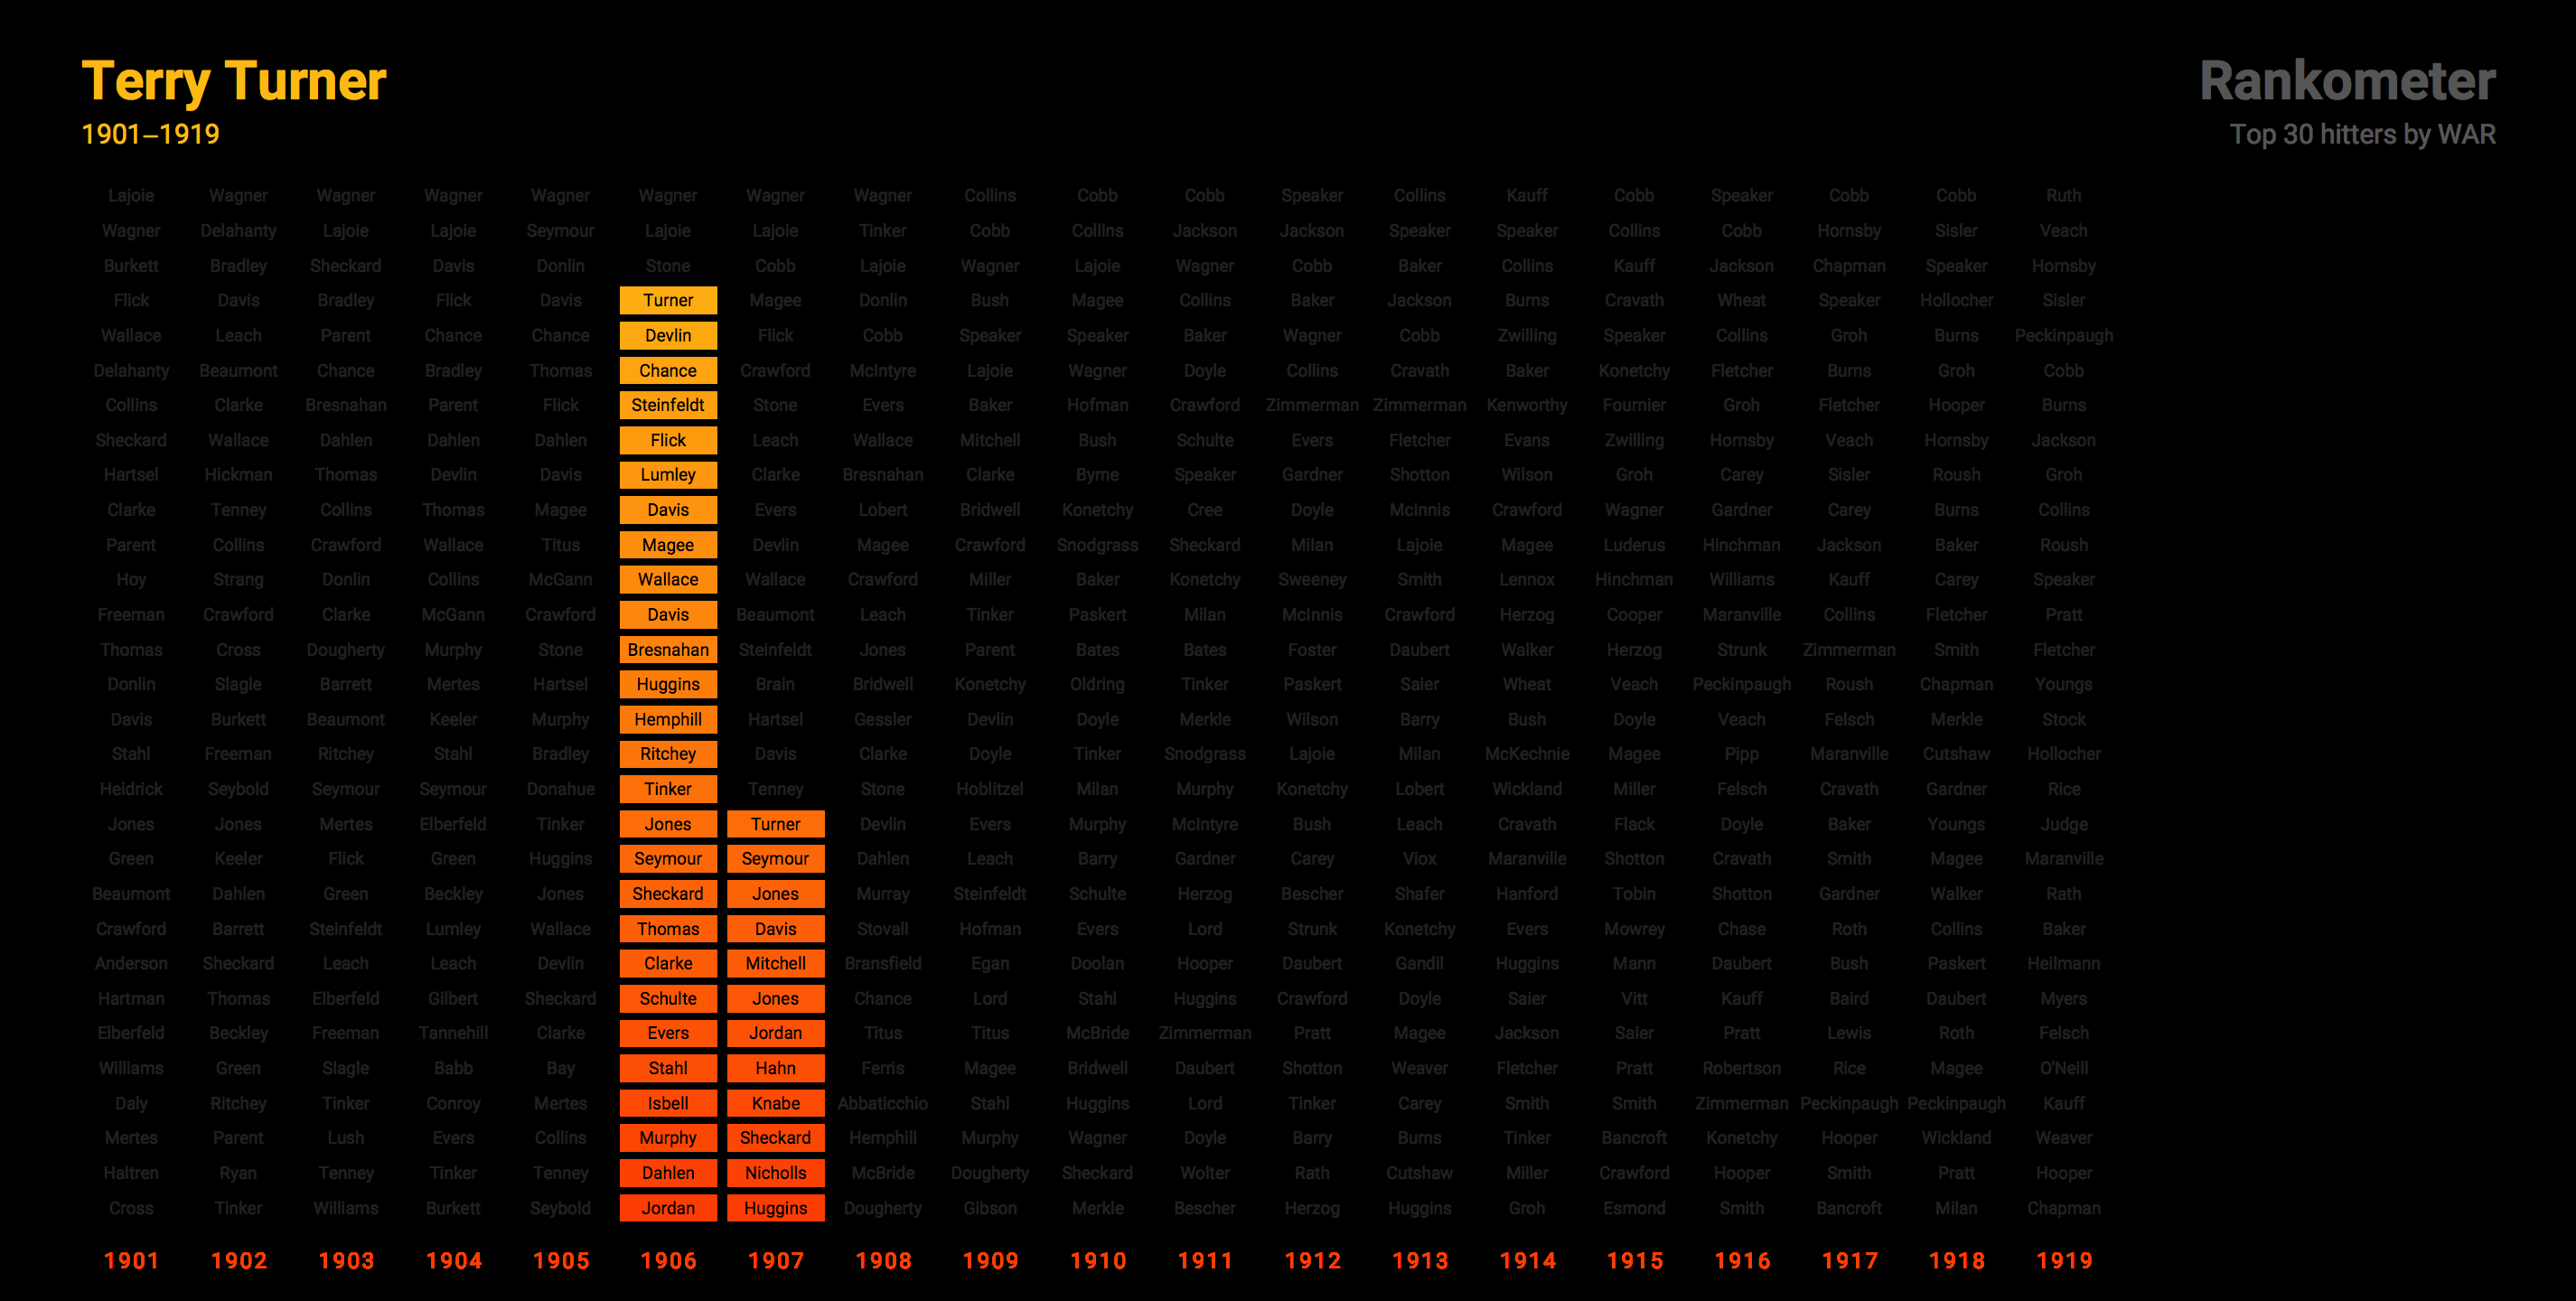 Terry Turner
1901–1919
Rankometer
Top 30 hitters by WAR
Lajoie Wagner Wagner Wagner Wagner Wagner Wagner Wagner Collins Cobb Cobb Speaker Collins Kauff Cobb Speaker Cobb Cobb Ruth
Wagner Delahanty Lajoie Lajoie Seymour Lajoie Lajoie Tinker Cobb Collins Jackson Jackson Speaker Speaker Collins Cobb Hornsby Sisler Veach
Burkett Bradley Sheckard Davis Donlin Stone Cobb Lajoie Wagner Lajoie Wagner Cobb Baker Collins Kauff Jackson Chapman Speaker Hornsby
Flick Davis Bradley Flick Davis Turner Magee Donlin Bush Magee Collins Baker Jackson Burns Cravath Wheat Speaker Hollocher Sisler
Wallace Leach Parent Chance Chance Devlin Flick Cobb Speaker Speaker Baker Wagner Cobb Zwilling Speaker Collins Groh Burns Peckinpaugh
Delahanty Beaumont Chance Bradley Thomas Chance Crawford McIntyre Lajoie Wagner Doyle Collins Cravath Baker Konetchy Fletcher Burns Groh Cobb
Collins Clarke Bresnahan Parent Flick Steinfeldt Stone Evers Baker Hofman Crawford Zimmerman Zimmerman Kenworthy Fournier Groh Fletcher Hooper Burns
Sheckard Wallace Dahlen Dahlen Dahlen Flick Leach Wallace Mitchell Bush Schulte Evers Fletcher Evans Zwilling Hornsby Veach Hornsby Jackson
Hartsel Hickman Thomas Devlin Davis Lumley Clarke Bresnahan Clarke Byrne Speaker Gardner Shotton Wilson Groh Carey Sisler Roush Groh
Clarke Tenney Collins Thomas Magee Davis Evers Lobert Bridwell Konetchy Cree Doyle McInnis Crawford Wagner Gardner Carey Burns Collins
Parent Collins Crawford Wallace Titus Magee Devlin Magee Crawford Snodgrass Sheckard Milan Lajoie Magee Luderus Hinchman Jackson Baker Roush
Hoy Strang Donlin Collins McGann Wallace Wallace Crawford Miller Baker Konetchy Sweeney Smith Lennox Hinchman Williams Kauff Carey Speaker
Freeman Crawford Clarke McGann Crawford Davis Beaumont Leach Tinker Paskert Milan McInnis Crawford Herzog Cooper Maranville Collins Fletcher Pratt
Thomas Cross Dougherty Murphy Stone Bresnahan Steinfeldt Jones Parent Bates Bates Foster Daubert Walker Herzog Strunk Zimmerman Smith Fletcher
Donlin Slagle Barrett Mertes Hartsel Huggins Brain Bridwell Konetchy Oldring Tinker Paskert Saier Wheat Veach Peckinpaugh Roush Chapman Youngs
Davis Burkett Beaumont Keeler Murphy Hemphill Hartsel Gessler Devlin Doyle Merkle Wilson Barry Bush Doyle Veach Felsch Merkle Stock
Stahl Freeman Ritchey Stahl Bradley Ritchey Davis Clarke Doyle Tinker Snodgrass Lajoie Milan McKechnie Magee Pipp Maranville Cutshaw Hollocher
Heidrick Seybold Seymour Seymour Donahue Tinker Tenney Stone Hoblitzel Milan Murphy Konetchy Lobert Wickland Miller Felsch Cravath Gardner Rice
Jones Jones Mertes Elberfeld Tinker Jones Turner Devlin Evers Murphy McIntyre Bush Leach Cravath Flack Doyle Baker Youngs Judge
Green Keeler Flick Green Huggins Seymour Seymour Dahlen Leach Barry Gardner Carey Viox Maranville Shotton Cravath Smith Magee Maranville
Beaumont Dahlen Green Beckley Jones Sheckard Jones Murray Steinfeldt Schulte Herzog Bescher Shafer Hanford Tobin Shotton Gardner Walker Rath
Crawford Barrett Steinfeldt Lumley Wallace Thomas Davis Stovall Hofman Evers Lord Strunk Konetchy Evers Mowrey Chase Roth Collins Baker
Anderson Sheckard Leach Leach Devlin Clarke Mitchell Bransfield Egan Doolan Hooper Daubert Gandil Huggins Mann Daubert Bush Paskert Heilmann
Hartman Thomas Elberfeld Gilbert Sheckard Schulte Jones Chance Lord Stahl Huggins Crawford Doyle Saier Vitt Kauff Baird Daubert Myers
Elberfeld Beckley Freeman Tannehill Clarke Evers Jordan Titus Titus McBride Zimmerman Pratt Magee Jackson Saier Pratt Lewis Roth Felsch
Williams Green Slagle Babb Bay Stahl Hahn Ferris Magee Bridwell Daubert Shotton Weaver Fletcher Pratt Robertson Rice Magee O'Neill
Daly Ritchey Tinker Conroy Mertes Isbell Knabe Abbaticchio Stahl Huggins Lord Tinker Carey Smith Smith Zimmerman Peckinpaugh Peckinpaugh Kauff
Mertes Parent Lush Evers Collins Murphy Sheckard Hemphill Murphy Wagner Doyle Barry Burns Tinker Bancroft Konetchy Hooper Wickland Weaver
Haltren Ryan Tenney Tinker Tenney Dahlen Nicholls McBride Dougherty Sheckard Wolter Rath Cutshaw Miller Crawford Hooper Smith Pratt Hooper
Cross Tinker Williams Burkett Seybold Jordan Huggins Dougherty Gibson Merkle Bescher Herzog Huggins Groh Esmond Smith Bancroft Milan Chapman
1901 1902 1903 1904 1905 1906 1907 1908 1909 1910 1911 1912 1913 1914 1915 1916 1917 1918 1919